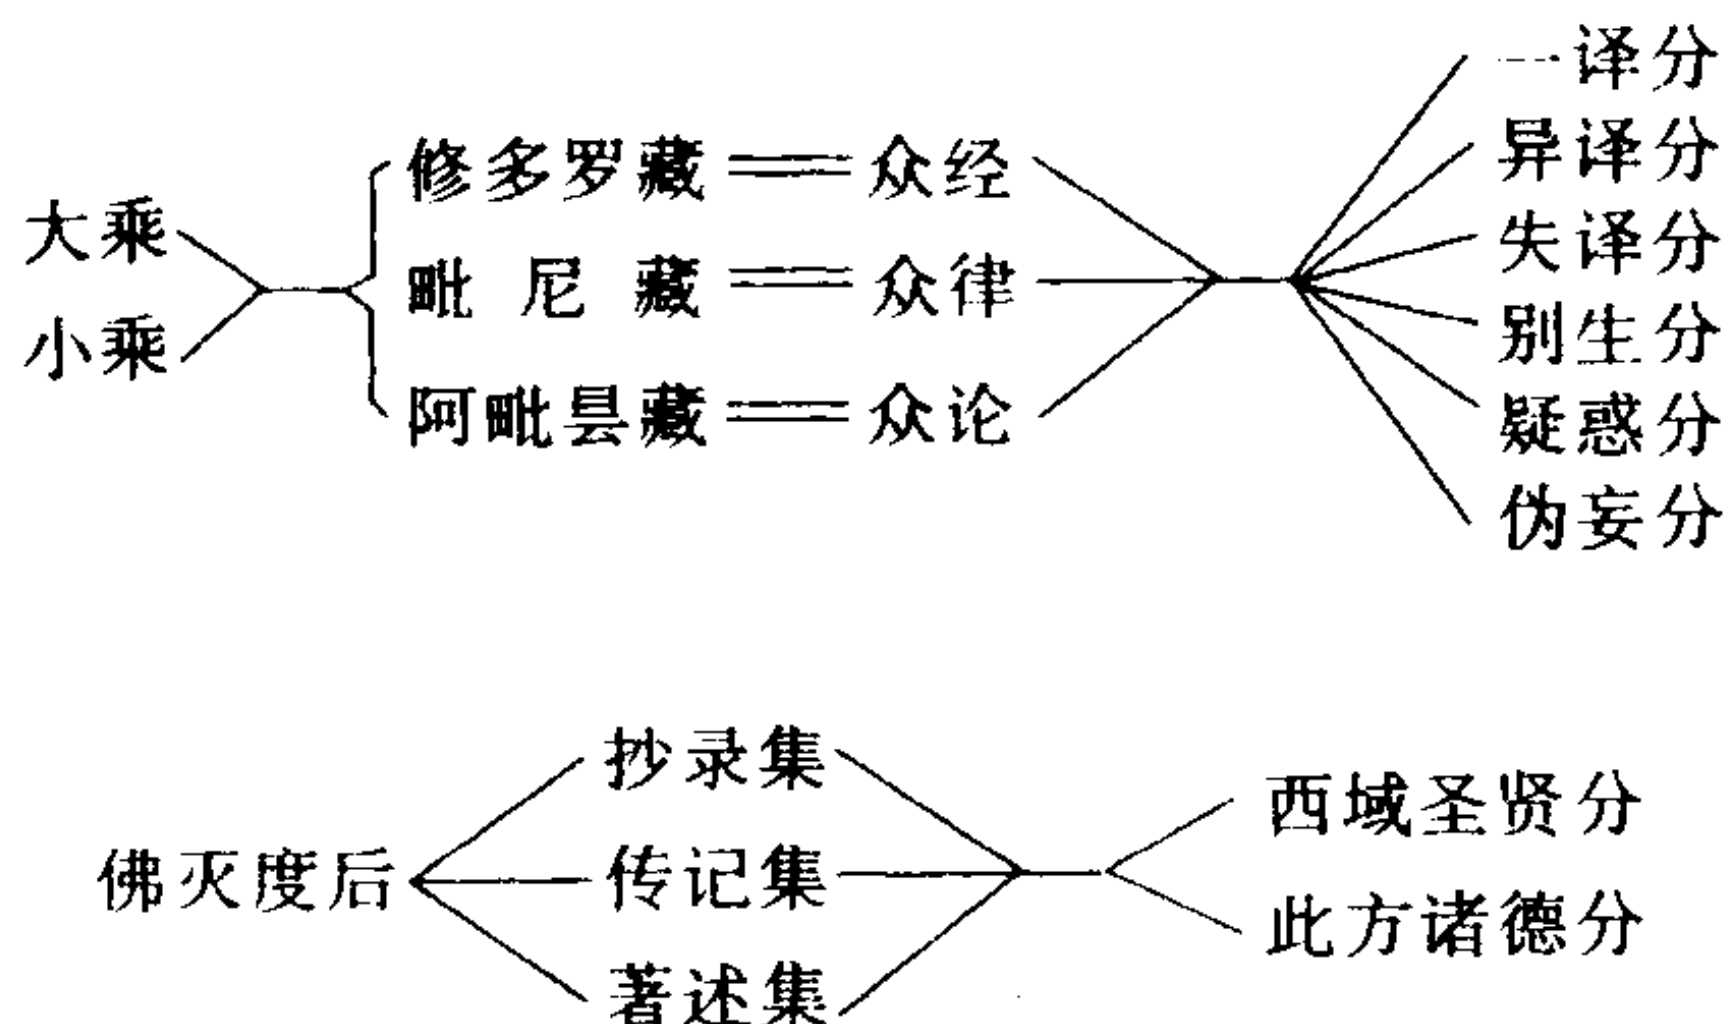 大乘
小乘
修多罗藏 众经
毗尼藏 众律
阿毗昙藏 众论
一译分
异译分
失译分
别生分
疑惑分
伪妄分
佛灭度后
抄录集
传记集
著述集
西域圣贤分
此方诸德分